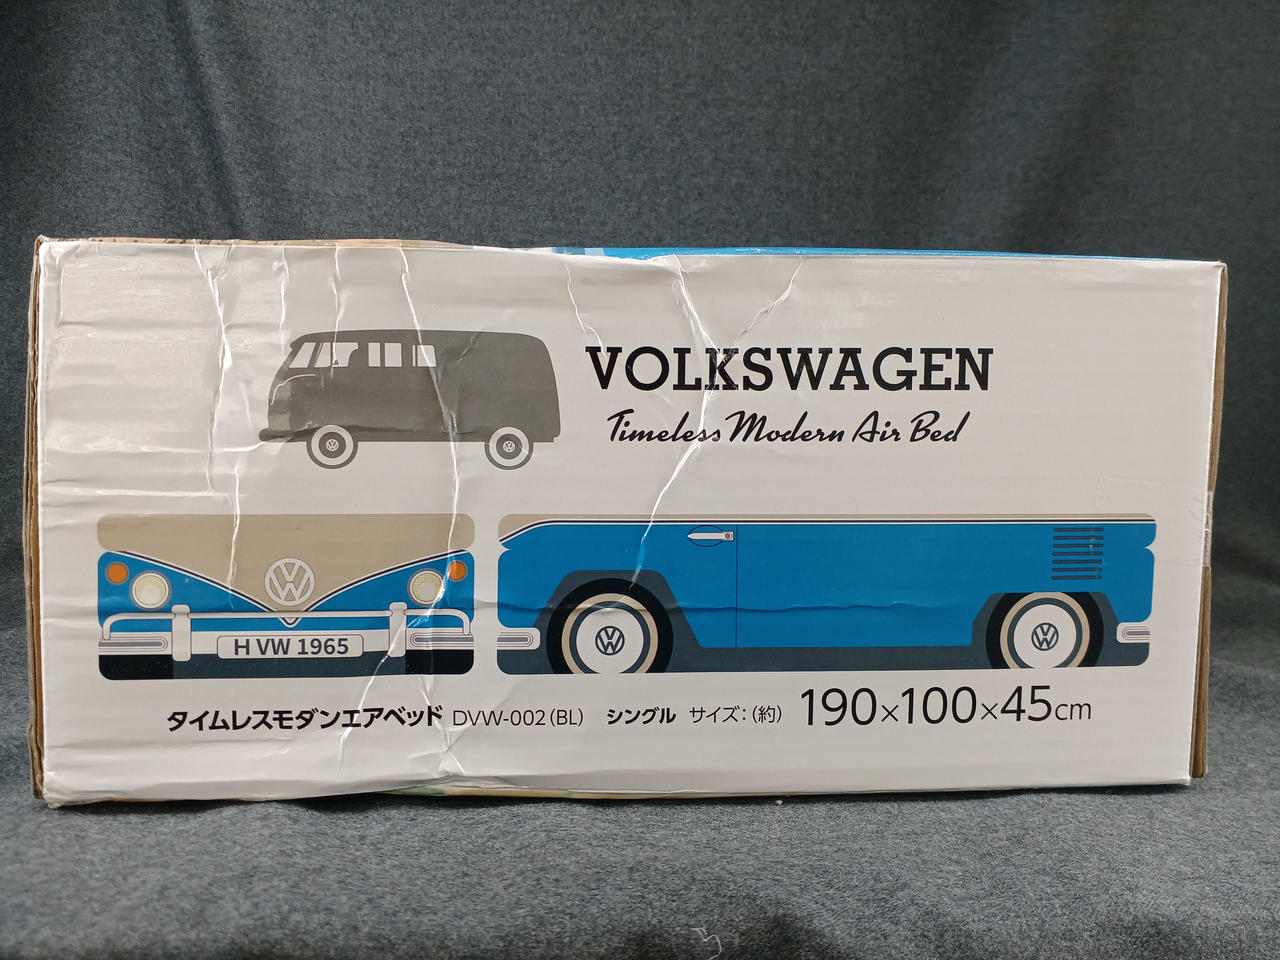 VOLKSWAGEN
Timeless Modern Air Bed
H VW 1965
タイムレスモダンエアベッド DVW-002(BL) シングル サイズ:(約) 190×100×45cm